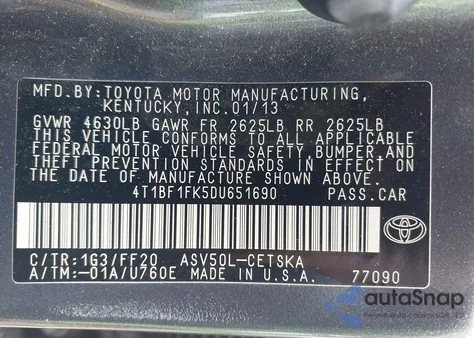 MFD.BY:TOYOTA MOTOR MANUFACTURING,
KENTUCKY,INC.01/13
GVWR 4630LB GAWR FR 2625LB RR 2625LB
THIS VEHICLE CONFORMS TO ALL APPLICABLE
FEDERAL MOTOR VEHICLE SAFETY,BUMPER,AND
THEFT PREVENTION STANDARDS IN EFFECT ON
THE DATE OF MANUFACTURE SHOWN ABOVE.
4T1BF1FK5DU651690 PASS.CAR
TOYOTA
C/TR:1G3/FF20 ASV50L-CETSKA
A/TM:-01A/U760E MADE IN U.S.A. 77090
autoSnap